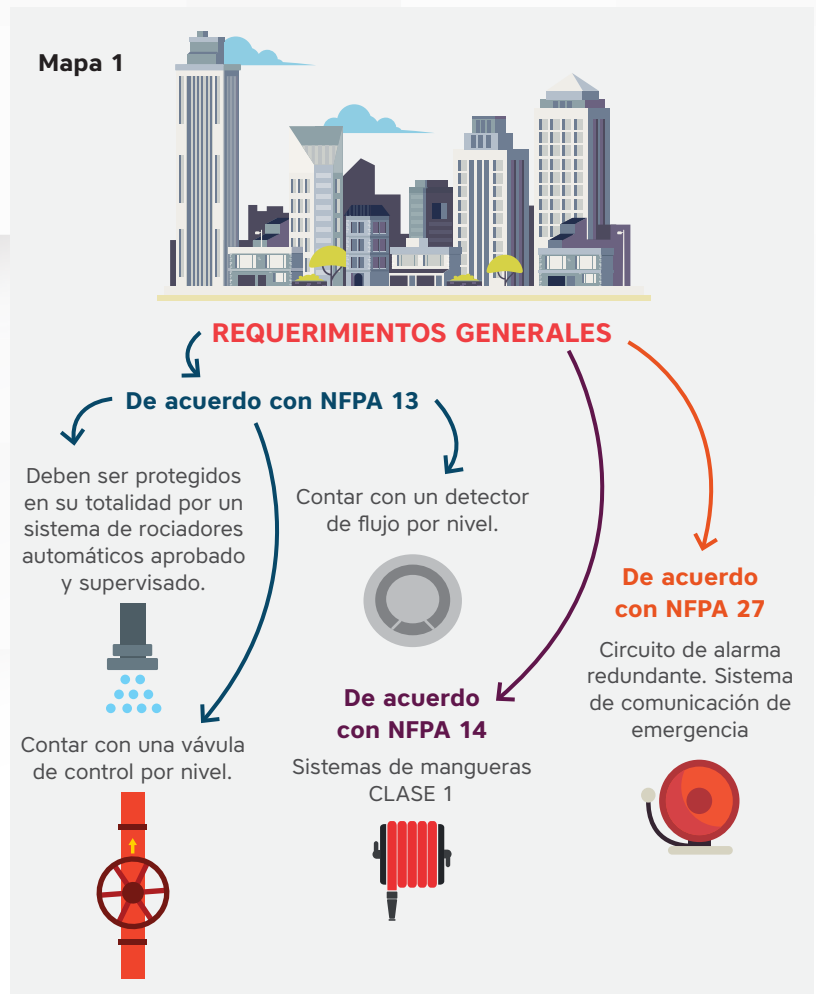 Mapa 1
REQUERIMIENTOS GENERALES
De acuerdo con NFPA 13
Deben ser protegidos
en su totalidad por un
sistema de rociadores
automáticos aprobado
y supervisado.
Contar con un detector
de flujo por nivel.
Contar con una vávula
de control por nivel.
De acuerdo
con NFPA 14
Sistemas de mangueras
CLASE 1
De acuerdo
con NFPA 27
Circuito de alarma
redundante. Sistema
de comunicación de
emergencia